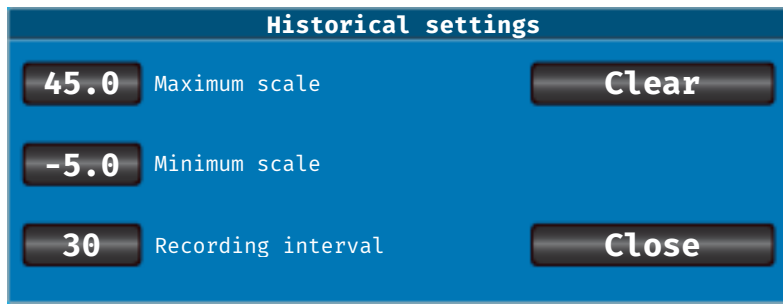 Historical settings
45.0 Maximum scale Clear
-5.0 Minimum scale
30 Recording interval Close